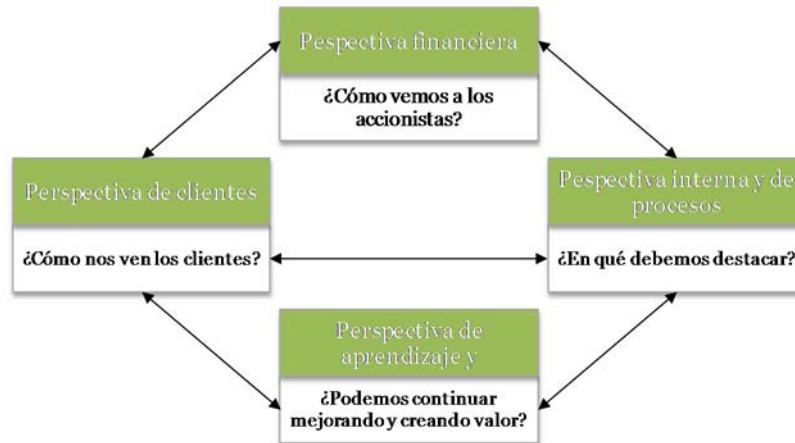 Pespectiva financiera
¿Cómo vemos a los
accionistas?
Perspectiva de clientes
¿Cómo nos ven los clientes?
Pespectiva interna y de
procesos
¿En qué debemos destacar?
Perspectiva de
aprendizaje y
¿Podemos continuar
mejorando y creando valor?